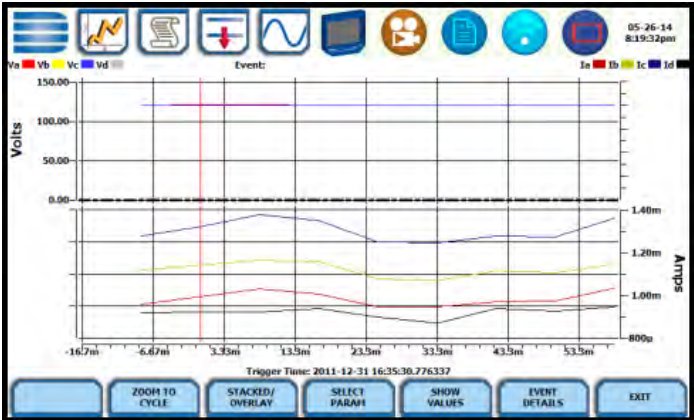 05-26-14
8:19:32pm
Va Vb Vc Vd
Event:
Ia Ib Ic Id
150.00
100.00
50.00
0.00
Volts
1.40m
1.20m
1.00m
800µ
Amps
-16.7m -6.67m 3.33m 13.3m 23.3m 33.3m 43.3m 53.3m
Trigger Time: 2011-12-31 16:35:30.776337
ZOOM TO
CYCLE
STACKED/
OVERLAY
SELECT
PARAM
SHOW
VALUES
EVENT
DETAILS
EXIT